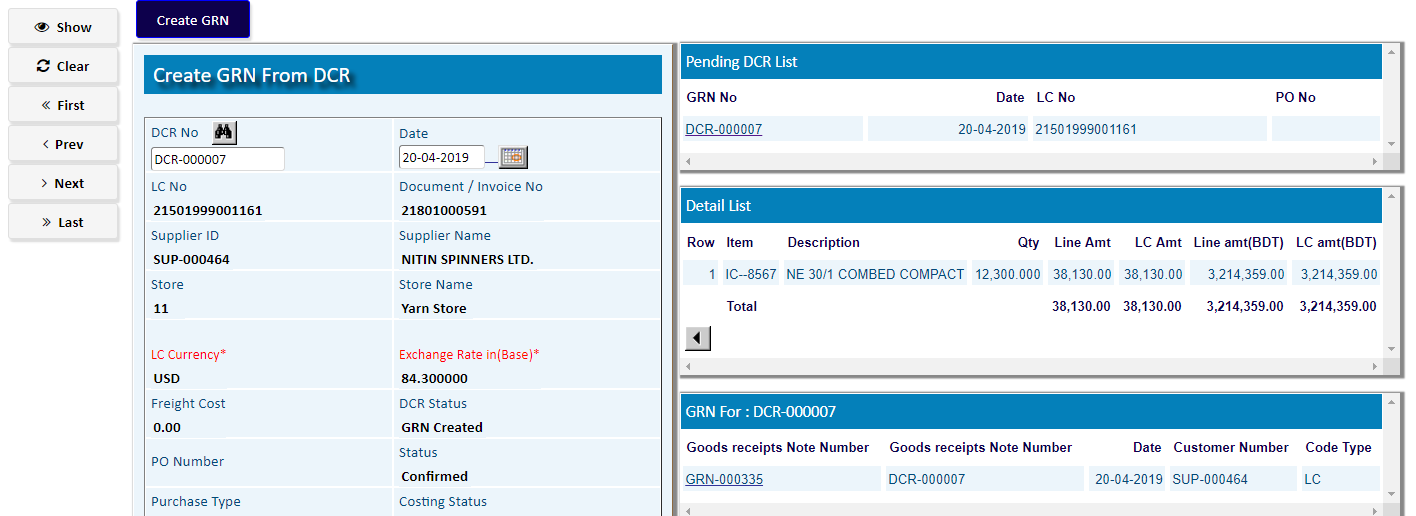 Show
Clear
First
Prev
Next
Last
Create GRN
Create GRN From DCR
DCR No
Date
DCR-000007
20-04-2019
LC No
Document / Invoice No
21501999001161
21801000591
Supplier ID
Supplier Name
SUP-000464
NITIN SPINNERS LTD.
Store
Store Name
11
Yarn Store
LC Currency*
Exchange Rate in(Base)*
USD
84.300000
Freight Cost
DCR Status
0.00
GRN Created
PO Number
Status
Confirmed
Purchase Type
Costing Status
Pending DCR List
GRN No Date LC No PO No
DCR-000007 20-04-2019 21501999001161
Detail List
Row Item Description Qty Line Amt LC Amt Line amt(BDT) LC amt(BDT)
1 IC--8567 NE 30/1 COMBED COMPACT 12,300.000 38,130.00 38,130.00 3,214,359.00 3,214,359.00
Total 38,130.00 38,130.00 3,214,359.00 3,214,359.00
GRN For : DCR-000007
Goods receipts Note Number Goods receipts Note Number Date Customer Number Code Type
GRN-000335 DCR-000007 20-04-2019 SUP-000464 LC